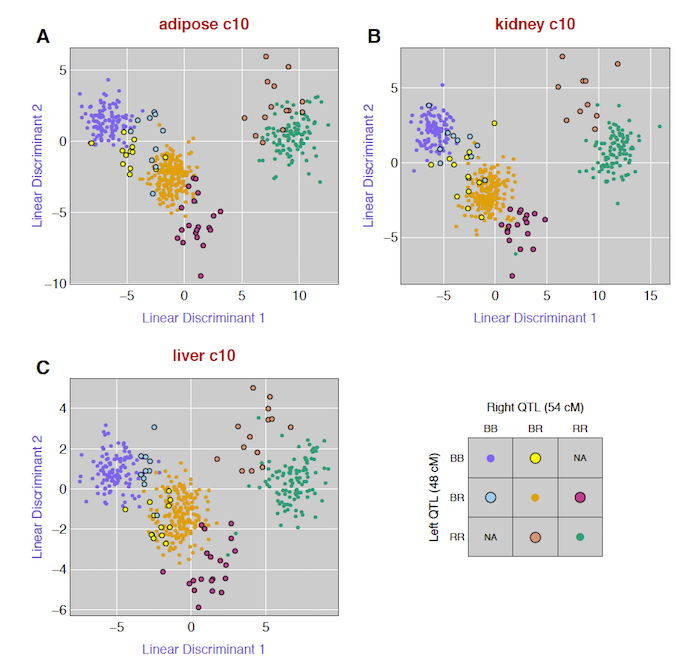 adipose c10
A
Linear Discriminant 2
5
0
−5
−10
−5
0
5
10
Linear Discriminant 1
kidney c10
B
Linear Discriminant 2
5
0
−5
−5
0
5
10
15
Linear Discriminant 1
liver c10
C
Linear Discriminant 2
4
2
0
−2
−4
−6
−5
0
5
Linear Discriminant 1
Right QTL (54 cM)
BB BR RR
Left QTL (48 cM)
BB NA
BR
RR NA